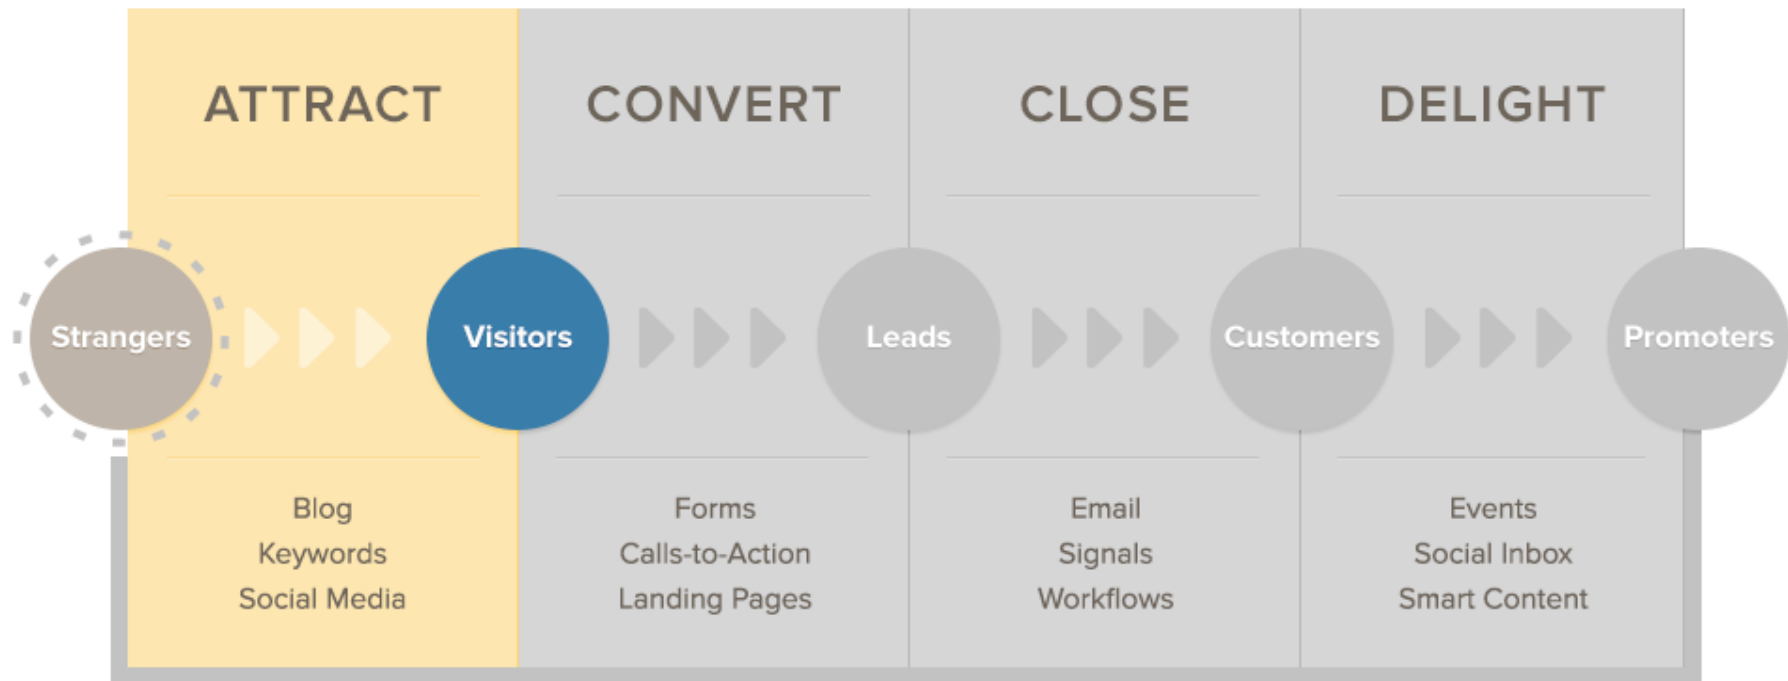 ATTRACT
CONVERT
CLOSE
DELIGHT
Strangers
Visitors
Leads
Customers
Promoters
Blog
Keywords
Social Media
Forms
Calls-to-Action
Landing Pages
Email
Signals
Workflows
Events
Social Inbox
Smart Content